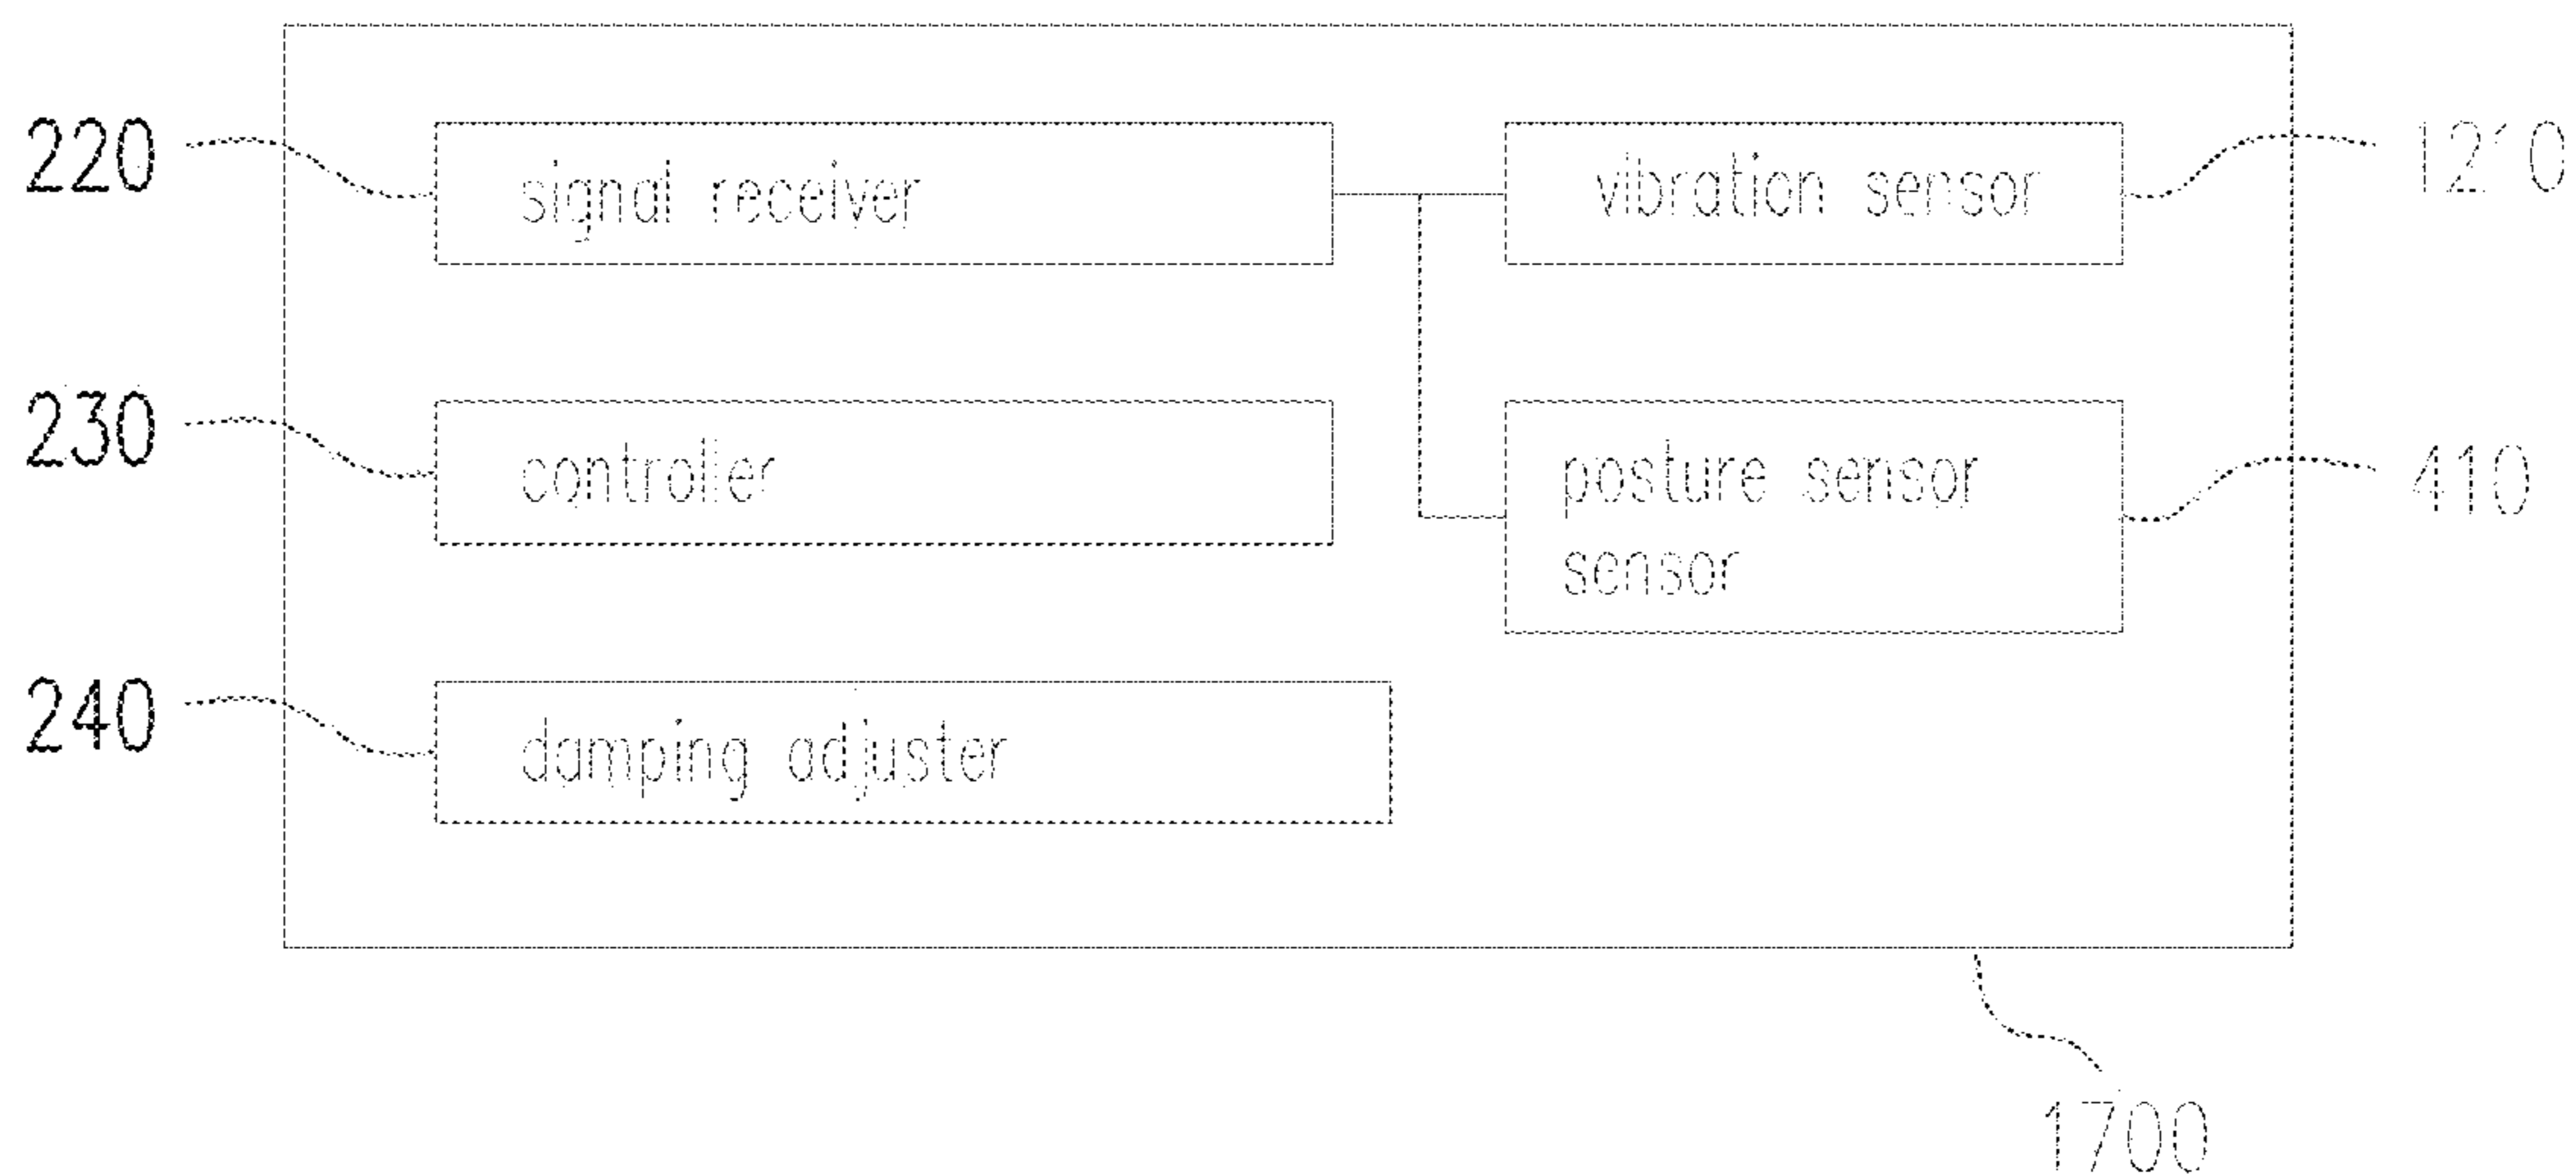 220
signal receiver
vibration sensor
1210
230
controller
posture sensor
sensor
410
240
damping adjuster
1700